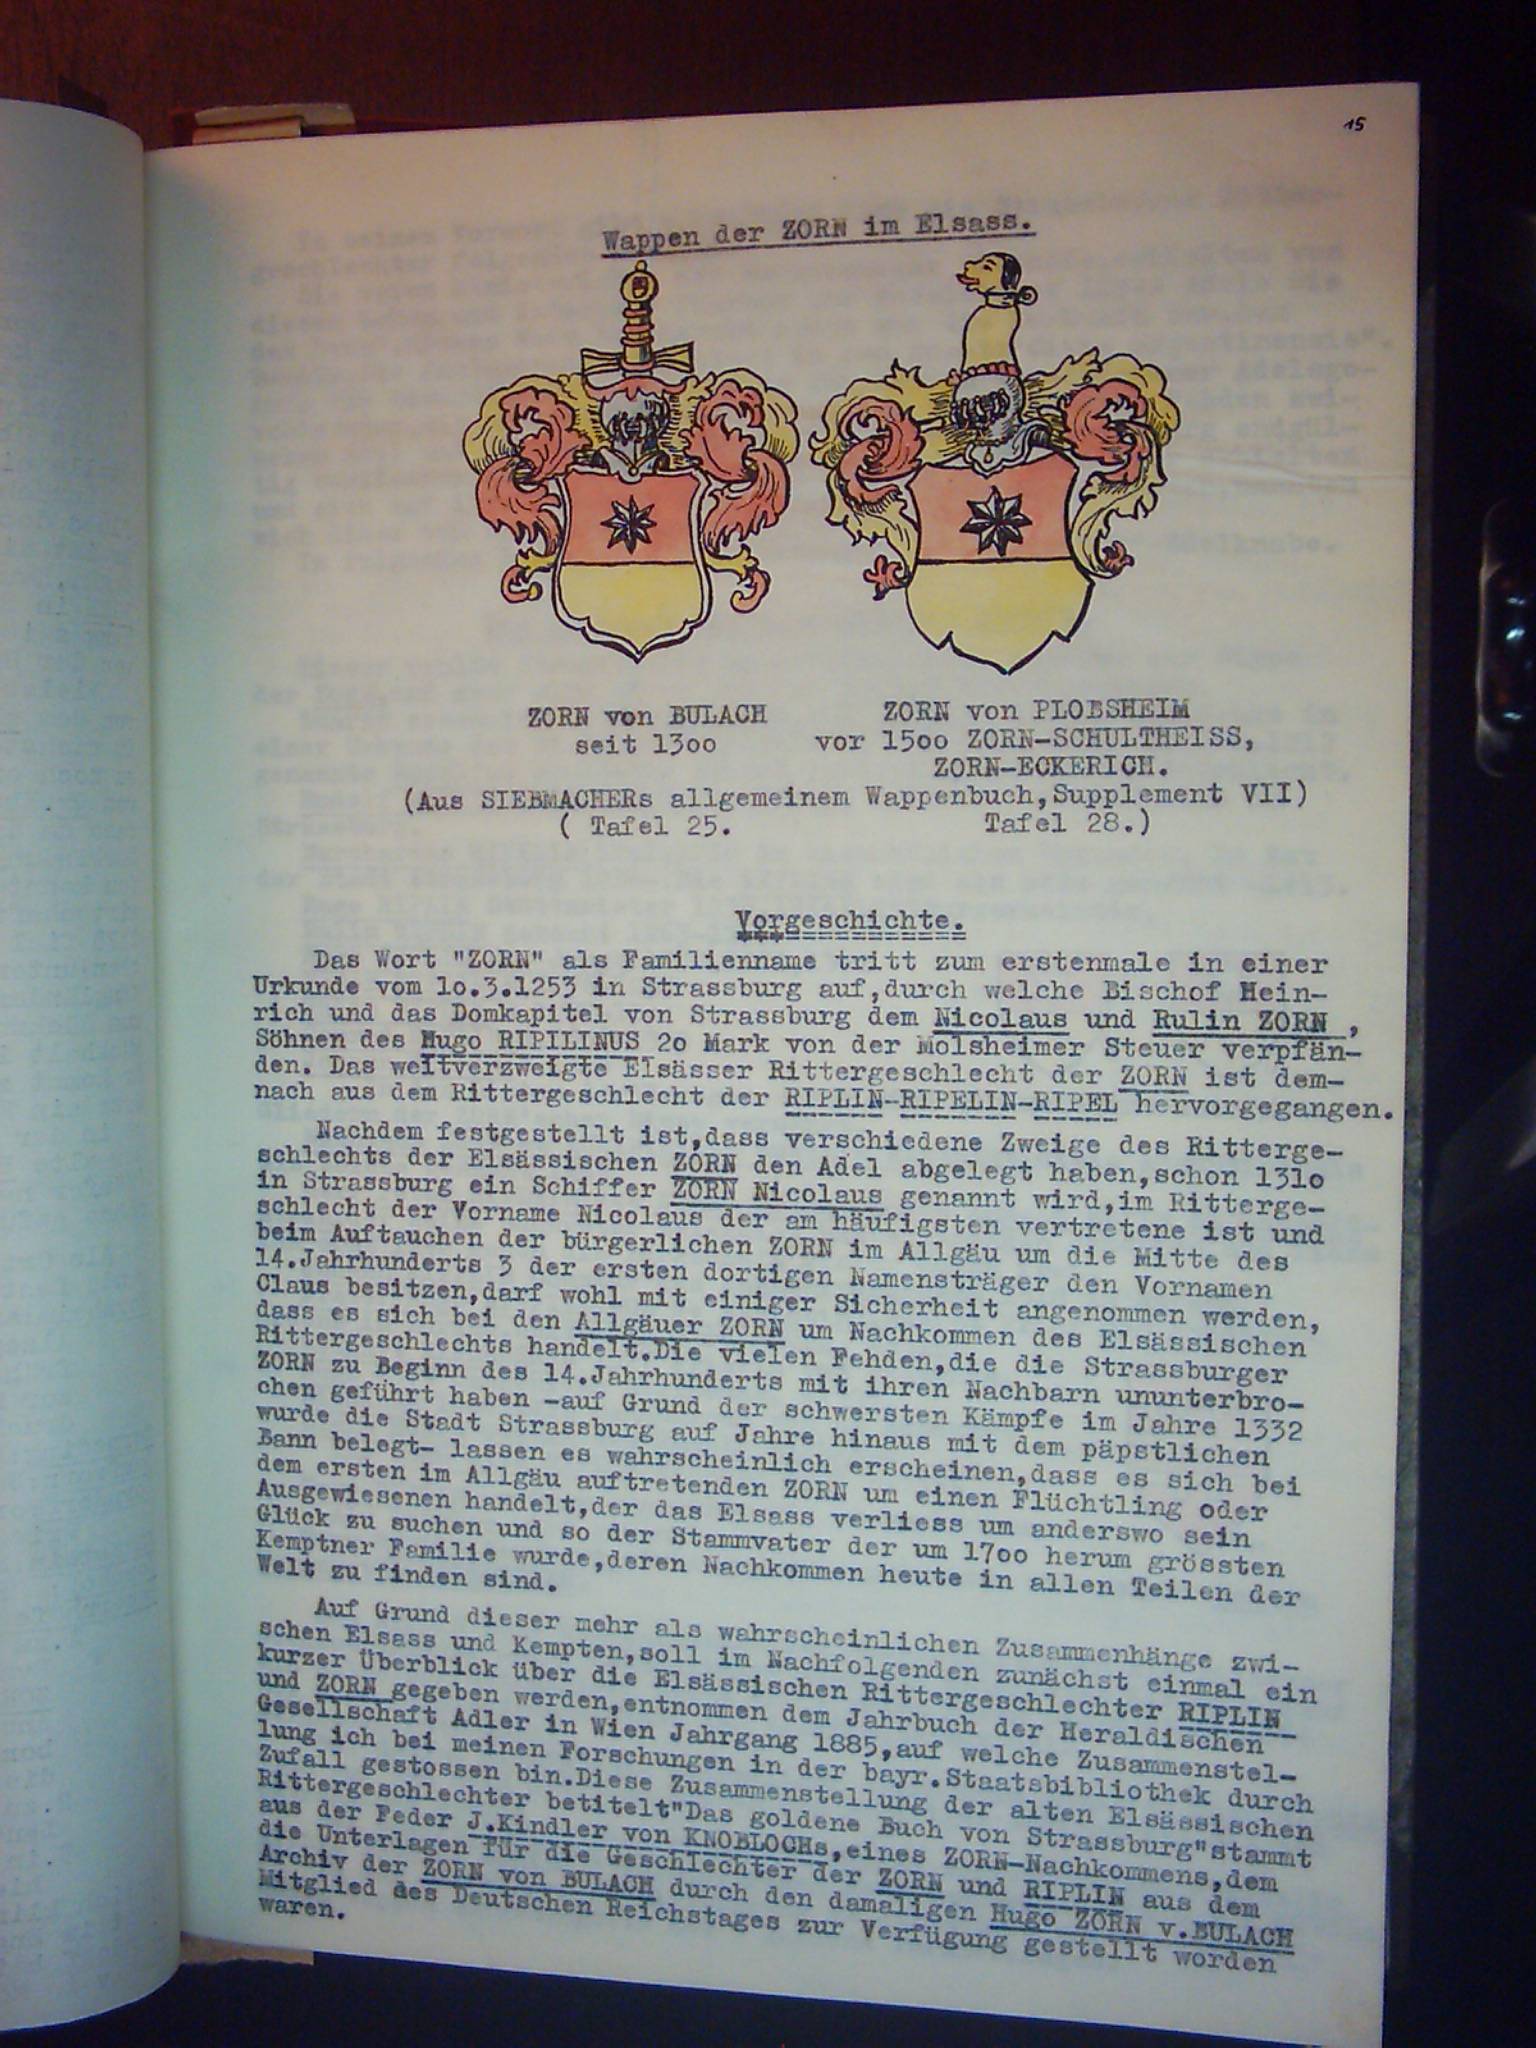 15
Wappen der ZORN im Elsass.
ZORN von BULACH
seit 13oo
ZORN von PLOBSHEIM
vor 15oo ZORN-SCHULTHEISS,
ZORN-ECKERICH.
(Aus SIEBMACHERs allgemeinem Wappenbuch,Supplement VII)
( Tafel 25. Tafel 28.)
Vorgeschichte.
Das Wort "ZORN" als Familienname tritt zum erstenmale in einer
Urkunde vom lo.3.1253 in Strassburg auf,durch welche Bischof Hein-
rich und das Domkapitel von Strassburg dem Nicolaus und Rulin ZORN ,
Söhnen des Hugo RIPILINUS 2o Mark von der Molsheimer Steuer verpfän-
den. Das weitverzweigte Elsässer Rittergeschlecht der ZORN ist dem-
nach aus dem Rittergeschlecht der RIPLIN-RIPELIN-RIPEL hervorgegangen.
Nachdem festgestellt ist,dass verschiedene Zweige des Ritterge-
schlechts der Elsässischen ZORN den Adel abgelegt haben,schon 131o
in Strassburg ein Schiffer ZORN Nicolaus genannt wird,im Ritterge-
schlecht der Vorname Nicolaus der am häufigsten vertretene ist und
beim Auftauchen der bürgerlichen ZORN im Allgäu um die Mitte des
14.Jahrhunderts 3 der ersten dortigen Namensträger den Vornamen
Claus besitzen,darf wohl mit einiger Sicherheit angenommen werden,
dass es sich bei den Allgäuer ZORN um Nachkommen des Elsässischen
Rittergeschlechts handelt.Die vielen Fehden,die die Strassburger
ZORN zu Beginn des 14.Jahrhunderts mit ihren Nachbarn ununterbro-
chen geführt haben -auf Grund der schwersten Kämpfe im Jahre 1332
wurde die Stadt Strassburg auf Jahre hinaus mit dem päpstlichen
Bann belegt- lassen es wahrscheinlich erscheinen,dass es sich bei
dem ersten im Allgäu auftretenden ZORN um einen Flüchtling oder
Ausgewiesenen handelt,der das Elsass verliess um anderswo sein
Glück zu suchen und so der Stammvater der um 17oo herum grössten
Kemptner Familie wurde,deren Nachkommen heute in allen Teilen der
Welt zu finden sind.
Auf Grund dieser mehr als wahrscheinlichen Zusammenhänge zwi-
schen Elsass und Kempten,soll im Nachfolgenden zunächst einmal ein
kurzer Überblick über die Elsässischen Rittergeschlechter RIPLIN
und ZORN gegeben werden,entnommen dem Jahrbuch der Heraldischen
Gesellschaft Adler in Wien Jahrgang 1885,auf welche Zusammenstel-
lung ich bei meinen Forschungen in der bayr.Staatsbibliothek durch
Zufall gestossen bin.Diese Zusammenstellung der alten Elsässischen
Rittergeschlechter betitelt"Das goldene Buch von Strassburg"stammt
aus der Feder J.Kindler von KNOBLOCHs,eines ZORN-Nachkommens,dem
die Unterlagen für die Geschlechter der ZORN und RIPLIN aus dem
Archiv der ZORN von BULACH durch den damaligen Hugo ZORN v.BULACH
Mitglied des Deutschen Reichstages zur Verfügung gestellt worden
waren.